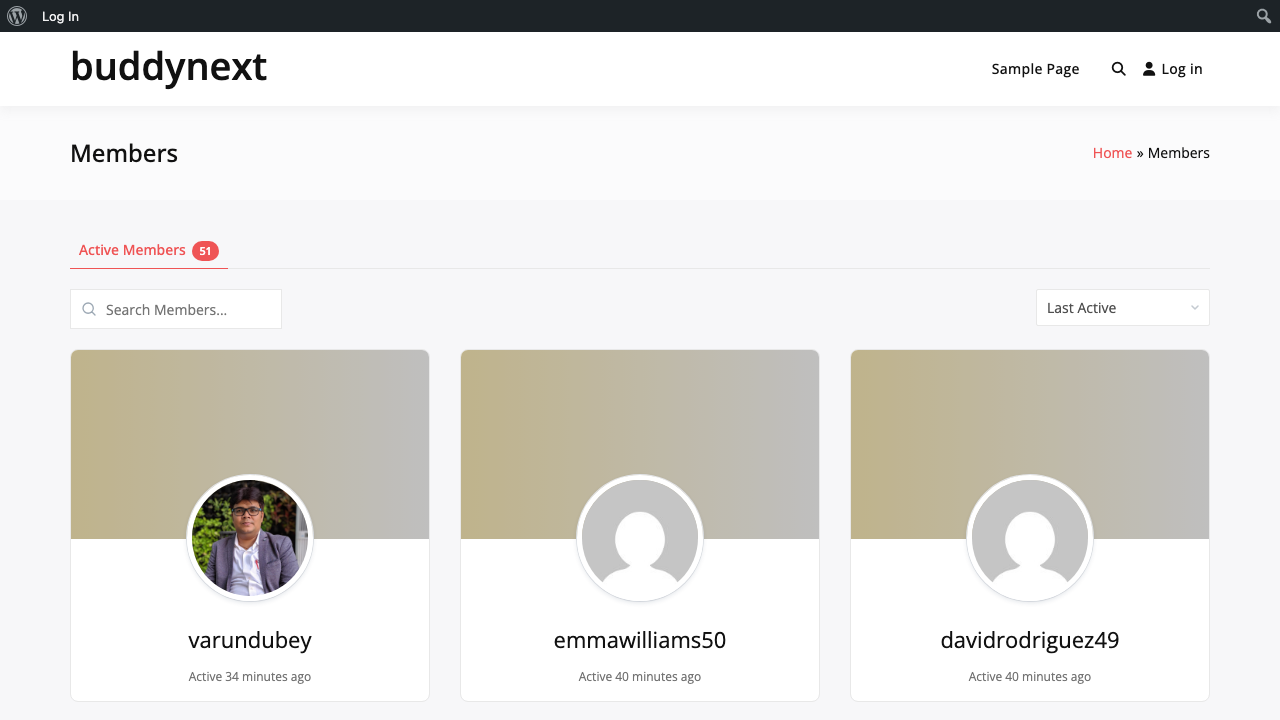 Log In
buddynext
Sample Page
Log in
Members
Home » Members
Active Members 51
Search Members...
Last Active
varundubey
Active 34 minutes ago
emmawilliams50
Active 40 minutes ago
davidrodriguez49
Active 40 minutes ago